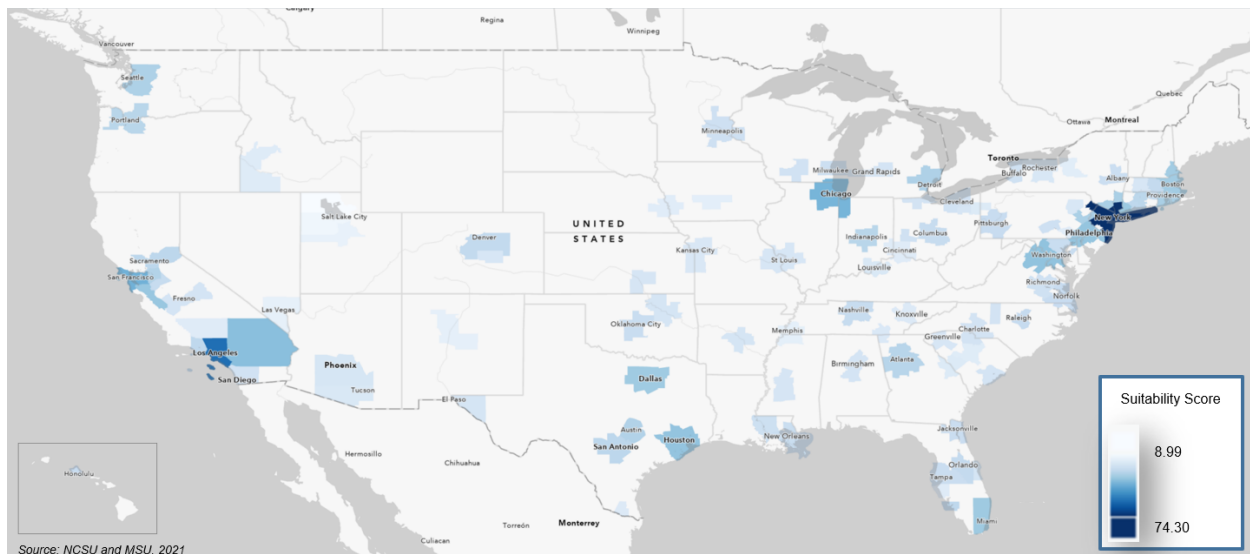 Calgary
Regina
Winnipeg
Vancouver
Seattle
Quebec
Portland
Ottawa
Montreal
Minneapolis
Toronto
Rochester
Buffalo
Milwaukee
Grand Rapids
Albany
Boston
Detroit
Providence
Chicago
Cleveland
Salt Lake City
New York
Pittsburgh
UNITED
STATES
Philadelphia
Denver
Indianapolis
Columbus
Sacramento
Kansas City
Cincinnati
Washington
St Louis
San Francisco
Louisville
Richmond
Fresno
Norfolk
Las Vegas
Nashville
Knoxville
Raleigh
Oklahoma City
Memphis
Charlotte
Greenville
Los Angeles
Atlanta
Phoenix
Birmingham
San Diego
Dallas
Tucson
El Paso
Suitability Score
Austin
Jacksonville
New Orleans
Houston
San Antonio
8.99
Hermosillo
Chihuahua
Orlando
Honolulu
Tampa
Miami
Torreón
Monterrey
74.30
Culiacan
Source: NCSU and MSU, 2021